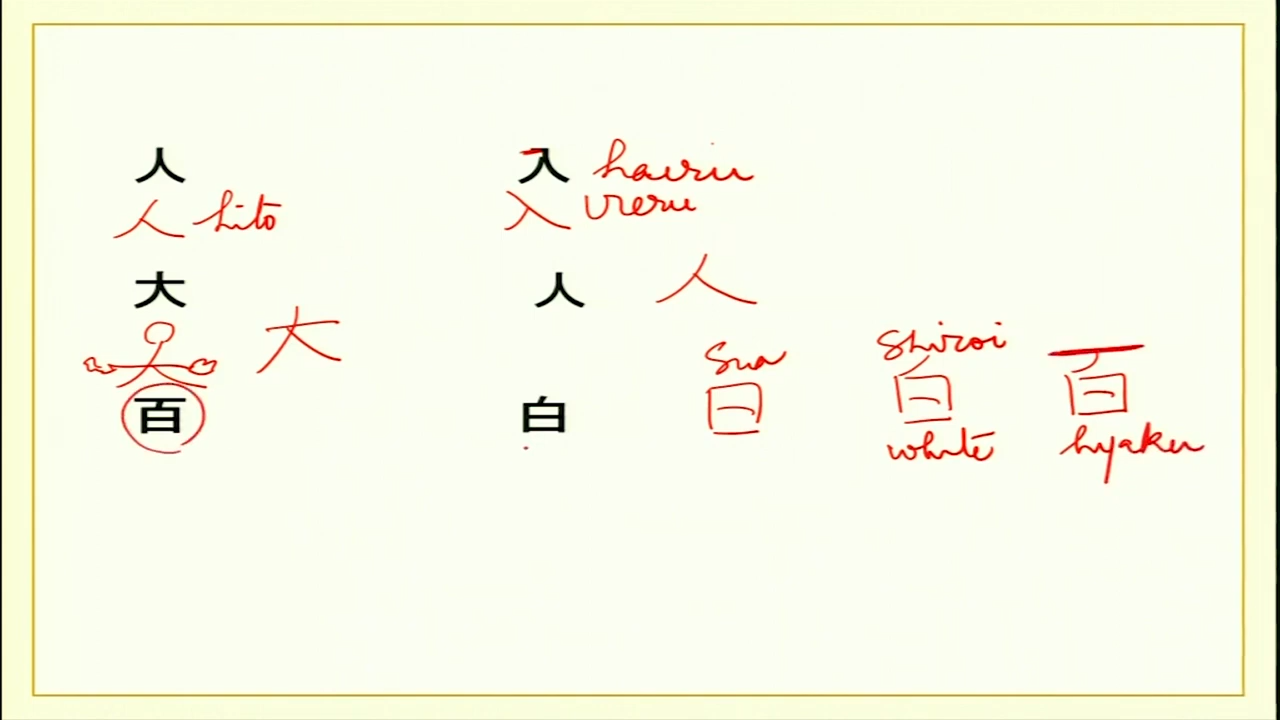 人 入 hairu
人 hito 入 ireru
大 人 人
大 sun shiroi
百 白 日 白 百
white hyaku